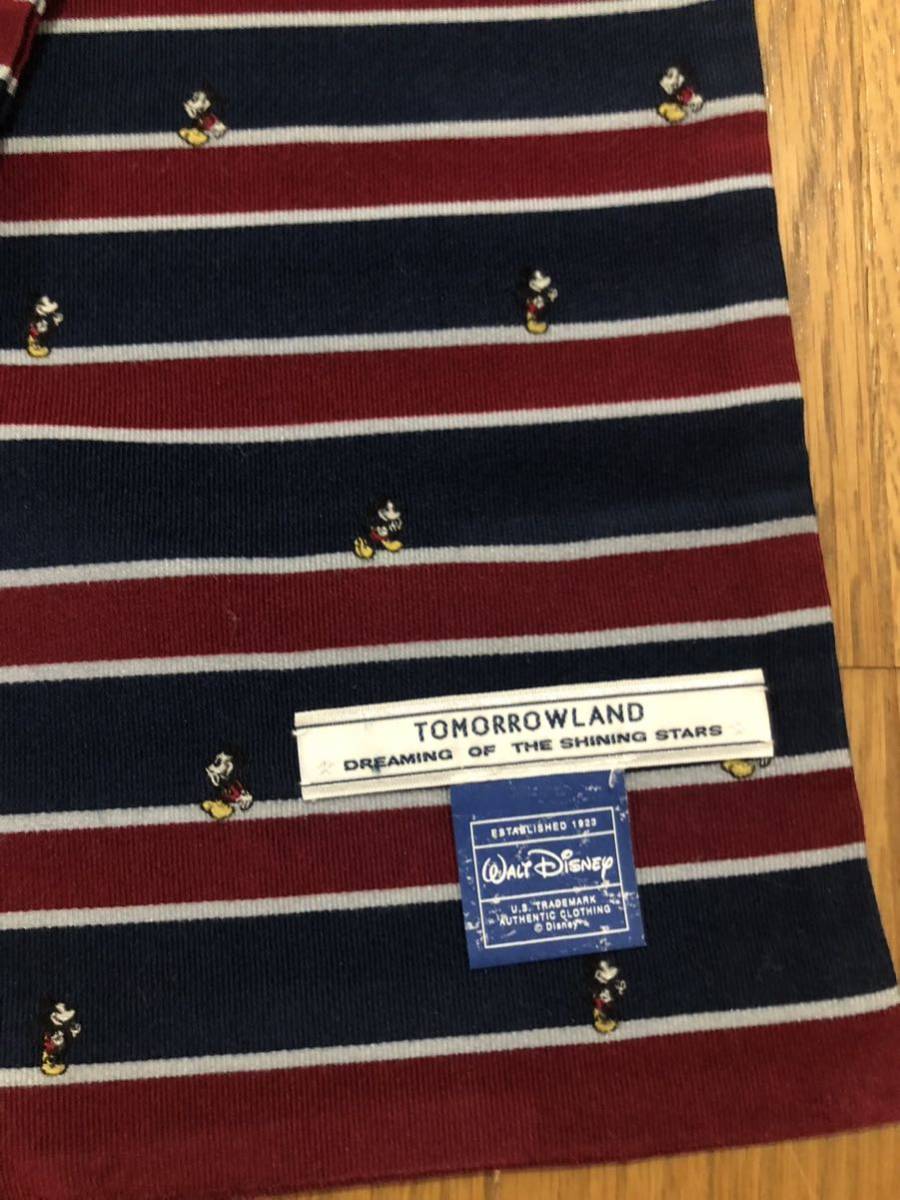 TOMORROWLAND
DREAMING OF THE SHINING STARS
ESTABLISHED 1923
WALT DISNEY
U.S. TRADEMARK
AUTHENTIC CLOTHING
© Disney